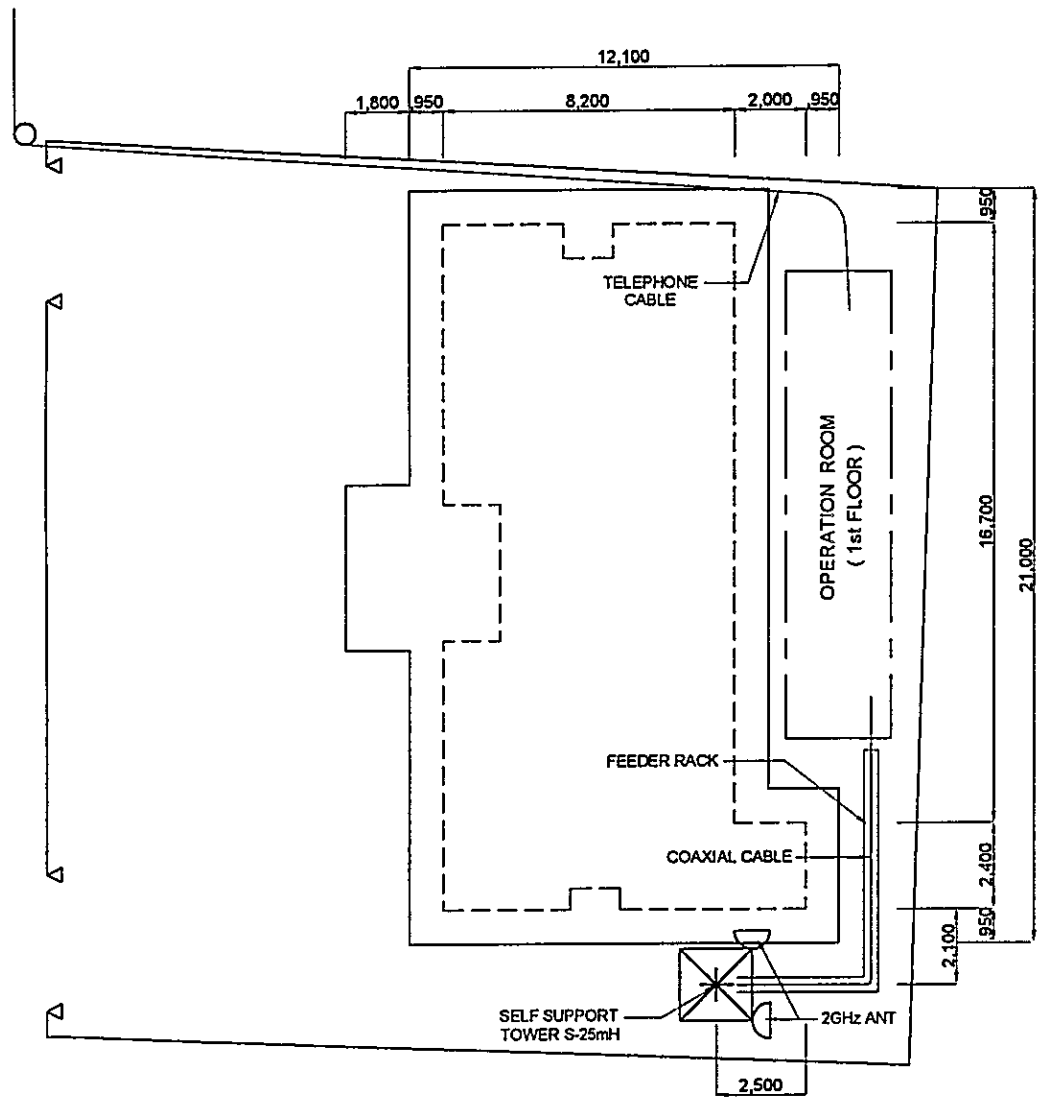 12,100
1,800
,950
8,200
2,000
,950
950
TELEPHONE
CABLE
OPERATION ROOM
( 1st FLOOR )
16,700
21,000
FEEDER RACK
COAXIAL CABLE
2,400
950
2,100
SELF SUPPORT
TOWER S-25mH
2GHz ANT
2,500